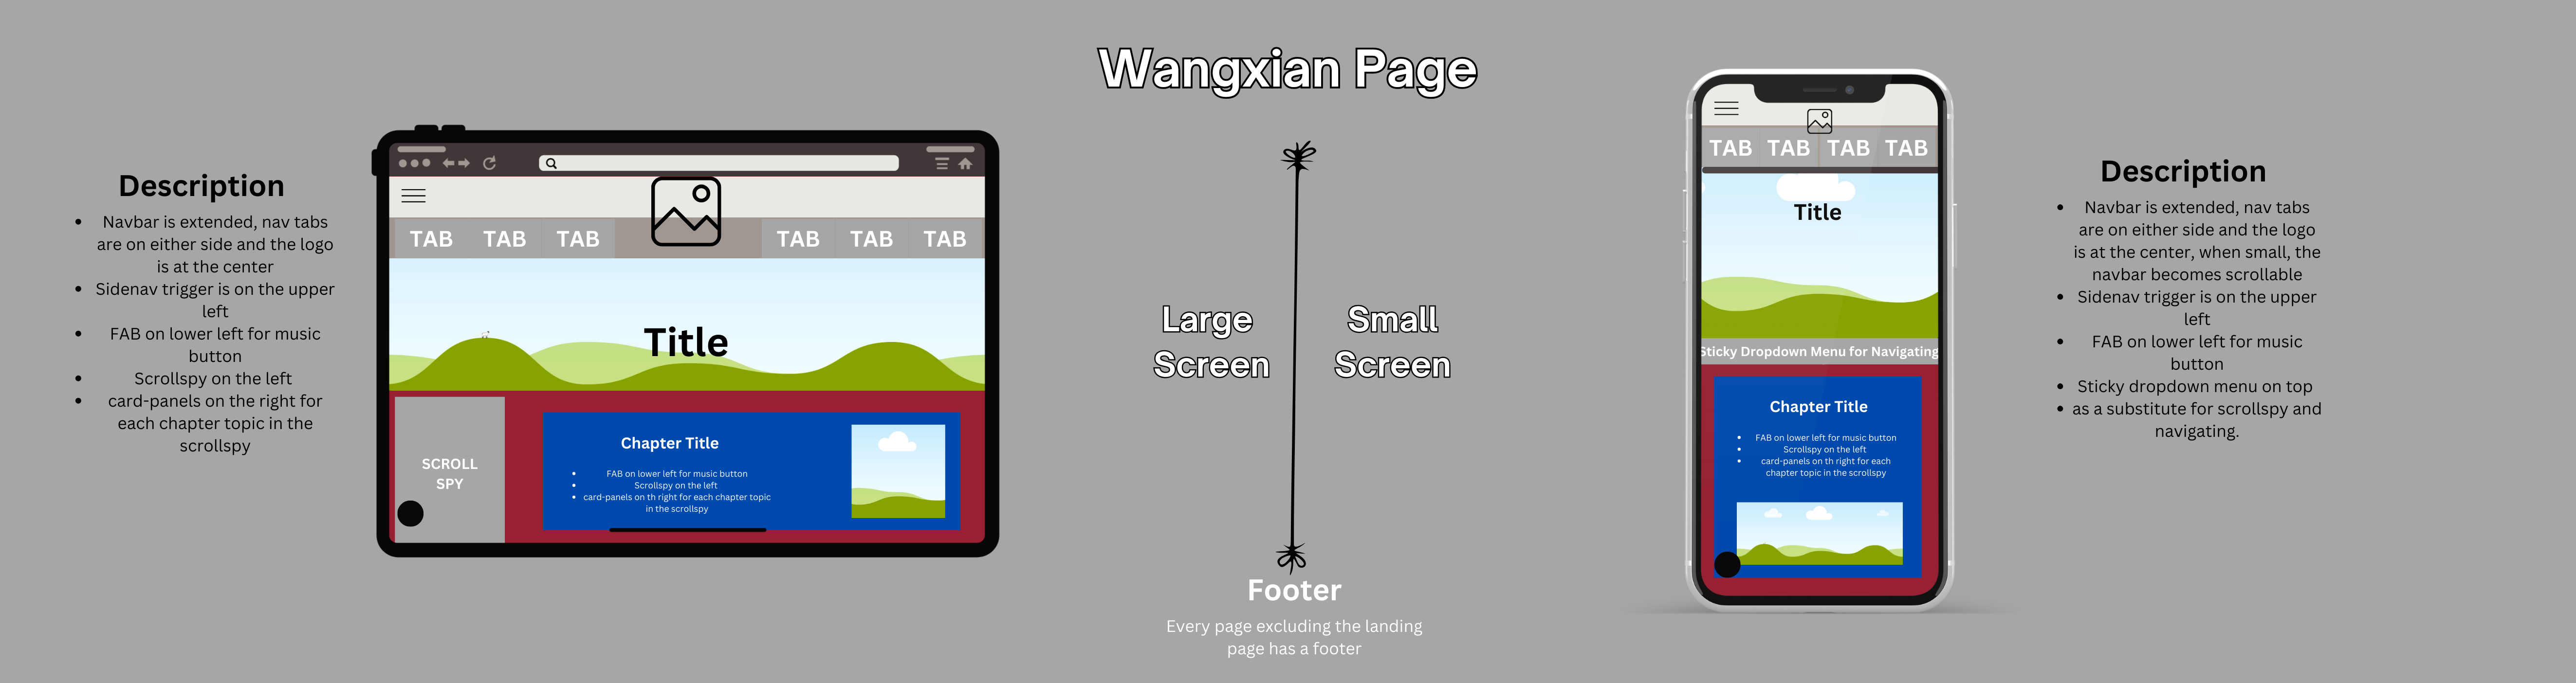 Wangxian Page
Description
• Navbar is extended, nav tabs
are on either side and the logo
is at the center
• Sidenav trigger is on the upper
left
• FAB on lower left for music
button
• Scrollspy on the left
• card-panels on the right for
each chapter topic in the
scrollspy
TAB TAB TAB TAB TAB TAB
Title
SCROLL
SPY
Chapter Title
• FAB on lower left for music button
• Scrollspy on the left
• card-panels on th right for each chapter topic
in the scrollspy
Large
Screen
Small
Screen
Footer
Every page excluding the landing
page has a footer
TAB TAB TAB TAB
Title
Sticky Dropdown Menu for Navigating
Chapter Title
• FAB on lower left for music button
• Scrollspy on the left
• card-panels on th right for each
chapter topic in the scrollspy
Description
• Navbar is extended, nav tabs
are on either side and the logo
is at the center, when small, the
navbar becomes scrollable
• Sidenav trigger is on the upper
left
• FAB on lower left for music
button
• Sticky dropdown menu on top
• as a substitute for scrollspy and
navigating.